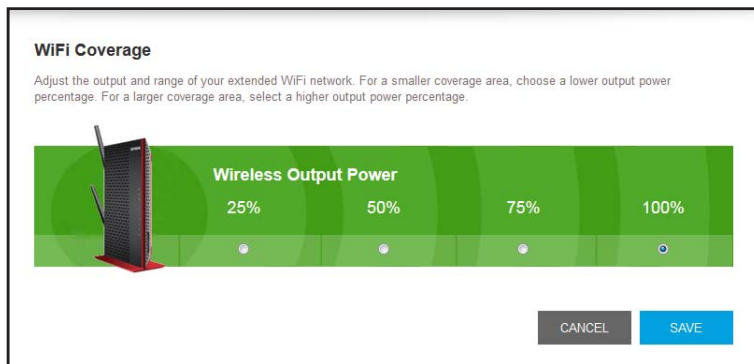 WiFi Coverage
Adjust the output and range of your extended WiFi network. For a smaller coverage area, choose a lower output power
percentage. For a larger coverage area, select a higher output power percentage.
Wireless Output Power
25% 50% 75% 100%
CANCEL SAVE